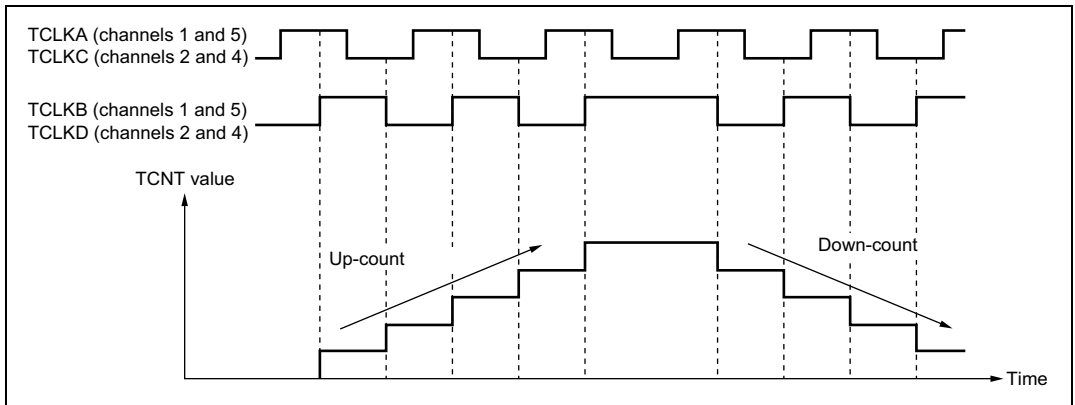 TCLKA (channels 1 and 5)
TCLKC (channels 2 and 4)
TCLKB (channels 1 and 5)
TCLKD (channels 2 and 4)
TCNT value
Up-count
Down-count
Time